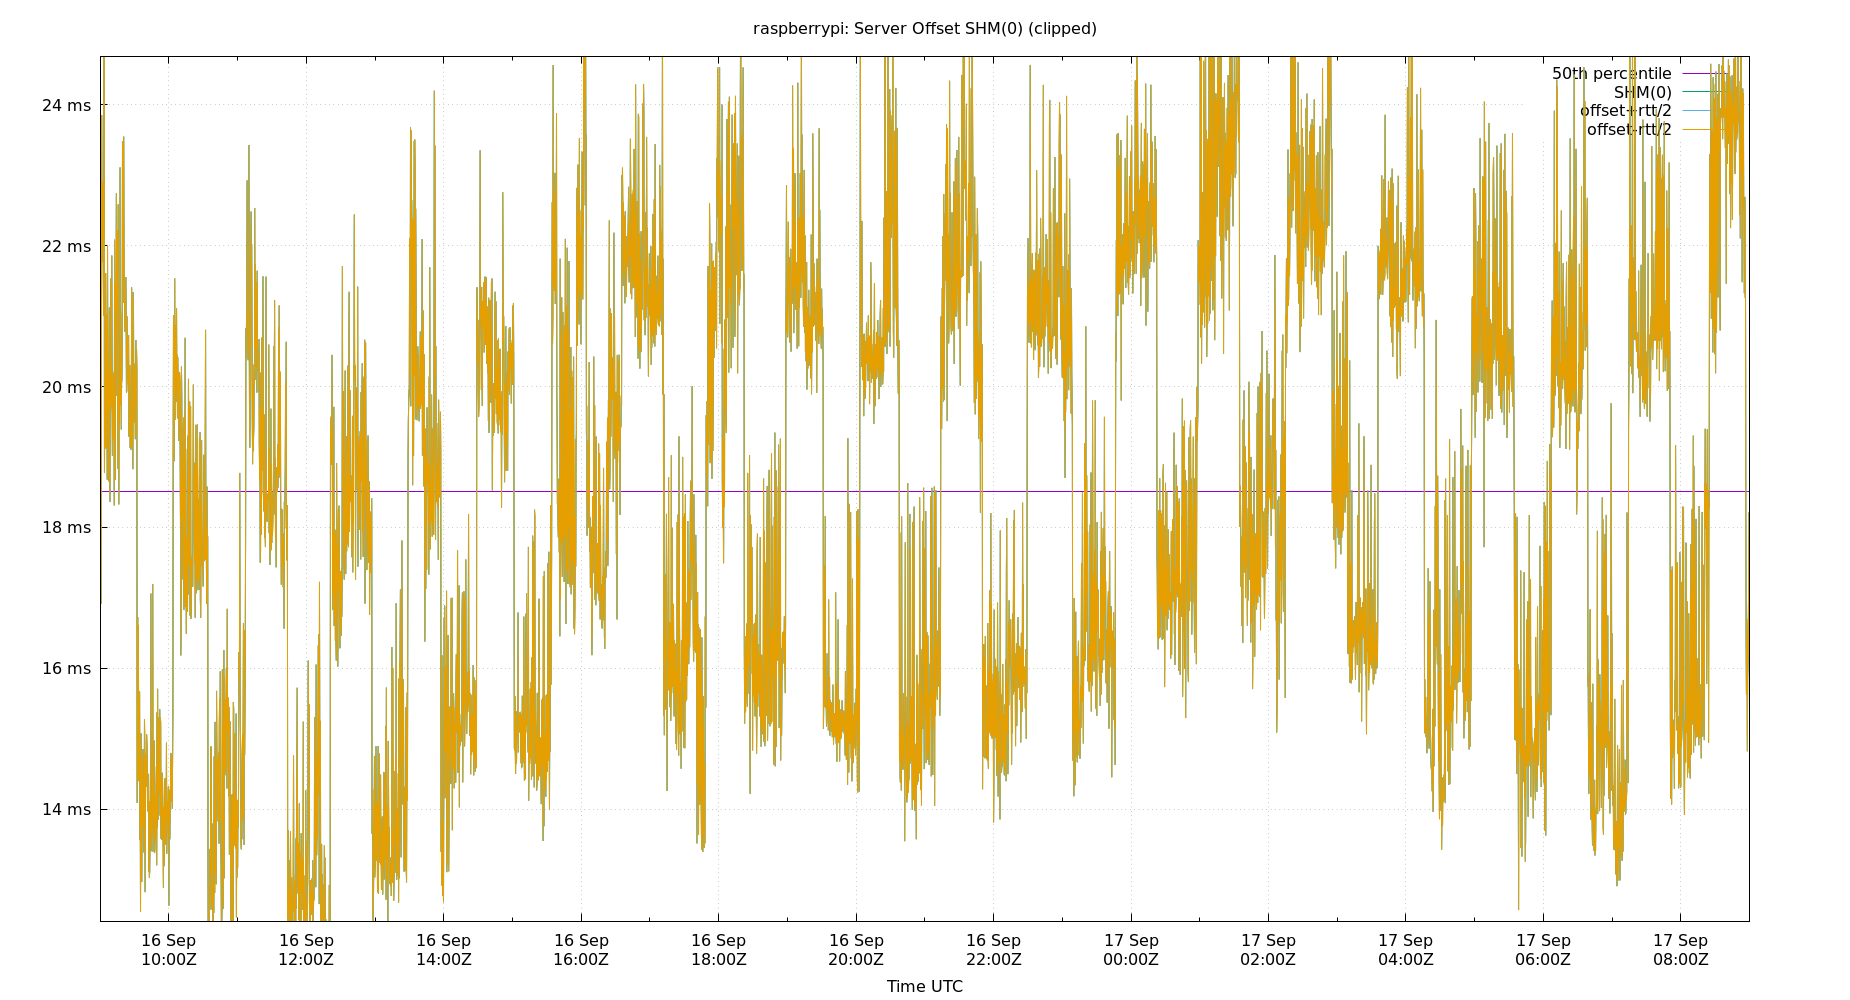 raspberrypi: Server Offset SHM(0) (clipped)
50th percentile
SHM(0)
offset+rtt/2
offset-rtt/2
24 ms
22 ms
20 ms
18 ms
16 ms
14 ms
16 Sep 16 Sep 16 Sep 16 Sep 16 Sep 16 Sep 16 Sep 17 Sep 17 Sep 17 Sep 17 Sep 17 Sep
10:00Z 12:00Z 14:00Z 16:00Z 18:00Z 20:00Z 22:00Z 00:00Z 02:00Z 04:00Z 06:00Z 08:00Z
Time UTC